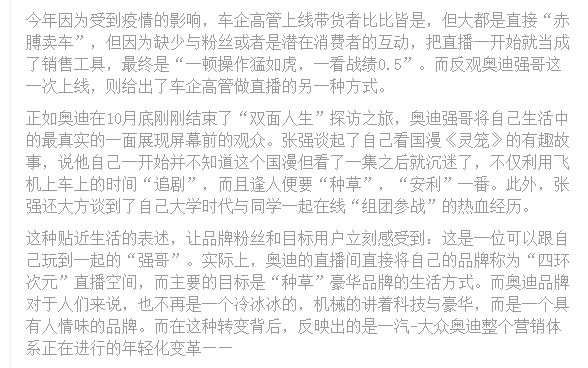 今年因为受到疫情的影响，车企高管上线带货者比比皆是，但大都是直接“赤
膊卖车”，但因为缺少与粉丝或者是潜在消费者的互动，把直播一开始就当成
了销售工具，最终是“一顿操作猛如虎，一看战绩0.5”。而反观奥迪强哥这
一次上线，则给出了车企高管做直播的另一种方式。
正如奥迪在10月底刚刚结束了“双面人生”探访之旅，奥迪强哥将自己生活中
的最真实的一面展现屏幕前的观众。张强谈起了自己看国漫《灵笼》的有趣故
事，说他自己一开始并不知道这个国漫但看了一集之后就沉迷了，不仅利用飞
机上车上的时间“追剧”，而且逢人便要“种草”，“安利”一番。此外，张
强还大方谈到了自己大学时代与同学一起在线“组团参战”的热血经历。
这种贴近生活的表述，让品牌粉丝和目标用户立刻感受到：这是一位可以跟自
己玩到一起的“强哥”。实际上，奥迪的直播间直接将自己的品牌称为“四环
次元”直播空间，而主要的目标是“种草”豪华品牌的生活方式。而奥迪品牌
对于人们来说，也不再是一个冷冰冰的，机械的讲着科技与豪华，而是一个具
有人情味的品牌。而在这种转变背后，反映出的是一汽-大众奥迪整个营销体
系正在进行的年轻化变革——